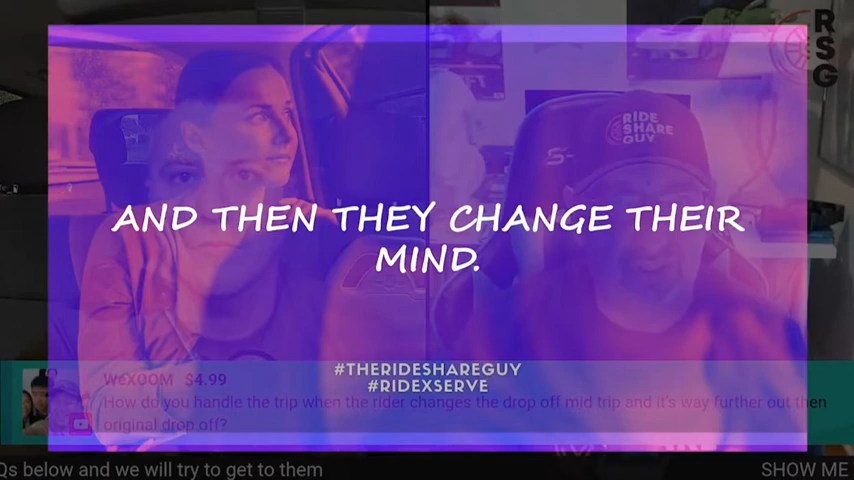 RSG
RIDE
SHARE
GUY
S-
AND THEN THEY CHANGE THEIR
MIND.
#THERIDESHAREGUY
#RIDEXSERVE
WeXOOM $4.99
How do you handle the trip when the rider changes the drop off mid trip and it's way further out then
original drop off?
Qs below and we will try to get to them
SHOW ME